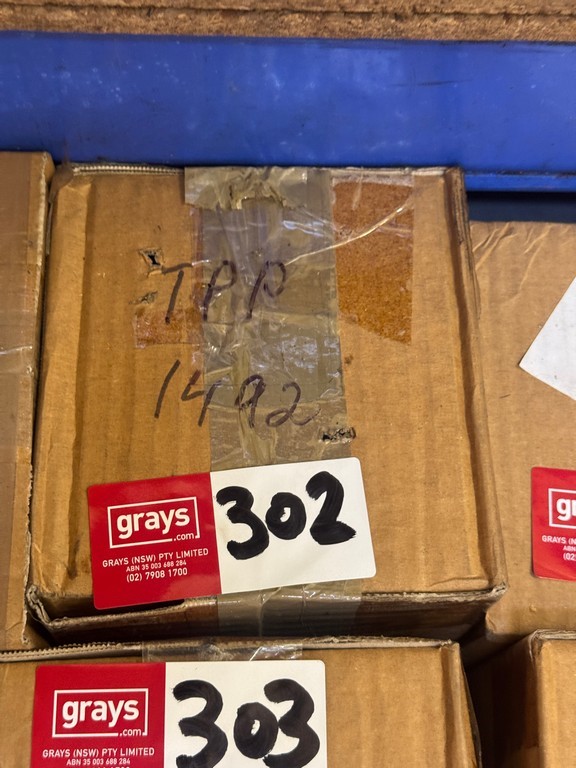 TPP
1492
grays
.com
GRAYS (NSW) PTY LIMITED
ABN 35 003 688 284
(02) 7908 1700
302
grays
.com
GRAYS (NSW) PTY LIMITED
ABN 35 003 688 284
303